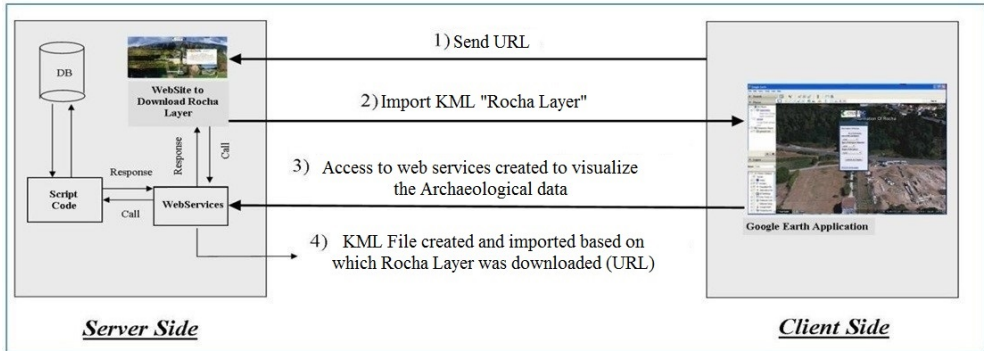 1) Send URL
DB
WebSite to
Download Rocha
Layer
2) Import KML "Rocha Layer"
Response
Call
3) Access to web services created to visualize
the Archaeological data
Script
Code
Response
Call
WebServices
Google Earth Application
4) KML File created and imported based on
which Rocha Layer was downloaded (URL)
Server Side
Client Side